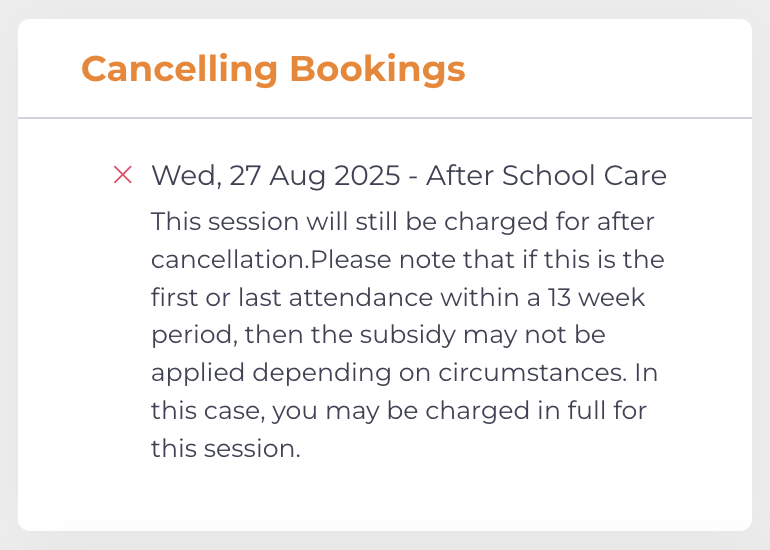 Cancelling Bookings
Wed, 27 Aug 2025 - After School Care
This session will still be charged for after
cancellation.Please note that if this is the
first or last attendance within a 13 week
period, then the subsidy may not be
applied depending on circumstances. In
this case, you may be charged in full for
this session.